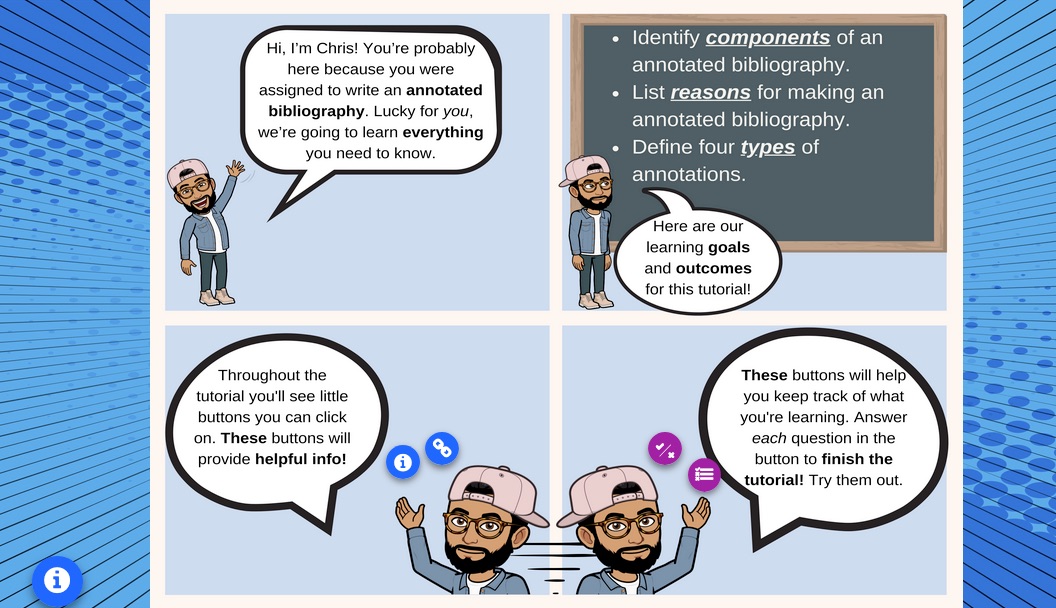 Hi, I'm Chris! You're probably
here because you were
assigned to write an annotated
bibliography. Lucky for you,
we're going to learn everything
you need to know.
Identify components of an
annotated bibliography.
List reasons for making an
annotated bibliography.
Define four types of
annotations.
Here are our
learning goals
and outcomes
for this tutorial!
Throughout the
tutorial you'll see little
buttons you can click
on. These buttons will
provide helpful info!
These buttons will help
you keep track of what
you're learning. Answer
each question in the
button to finish the
tutorial! Try them out.